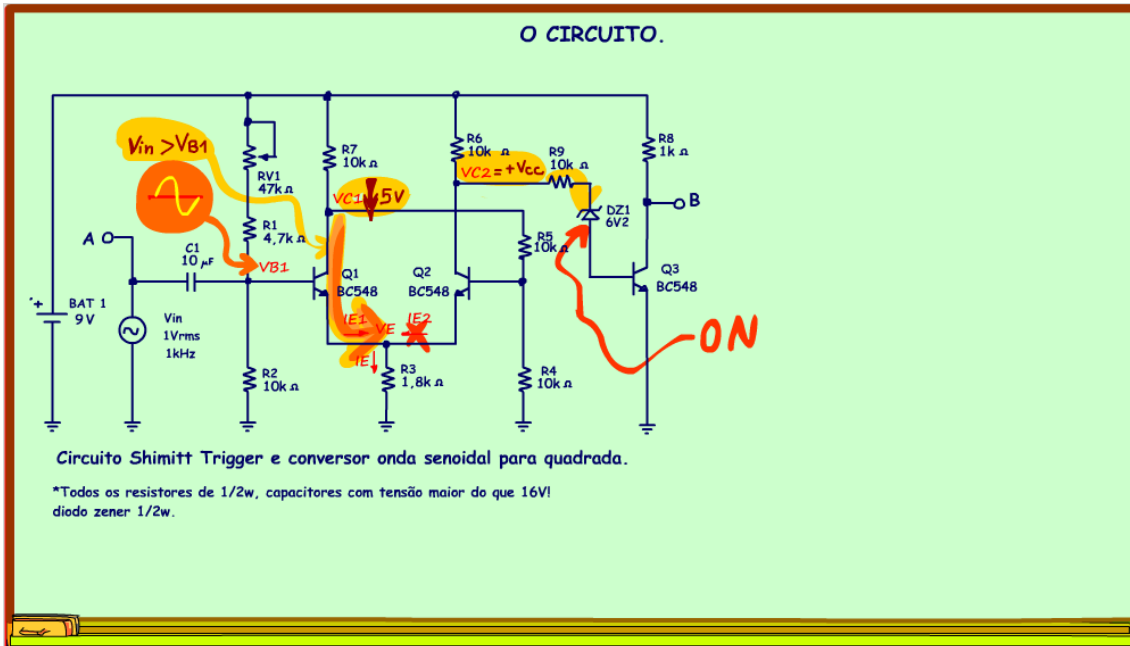 O CIRCUITO.
Vin >VB1
RV1
47kΩ
R7
10kΩ
R6
10kΩ
VC2=+Vcc
R9
10kΩ
R8
1kΩ
VC1 5V
DZ1
6V2
B
A
C1
10 µF
R1
4,7kΩ
VB1
Q1
BC548
Q2
BC548
R5
10kΩ
Q3
BC548
+
BAT 1
9V
Vin
1Vrms
1kHz
IE1
VE
IE2
IE
ON
R2
10kΩ
R3
1,8kΩ
R4
10kΩ
Circuito Shimitt Trigger e conversor onda senoidal para quadrada.
*Todos os resistores de 1/2w, capacitores com tensão maior do que 16V!
diodo zener 1/2w.